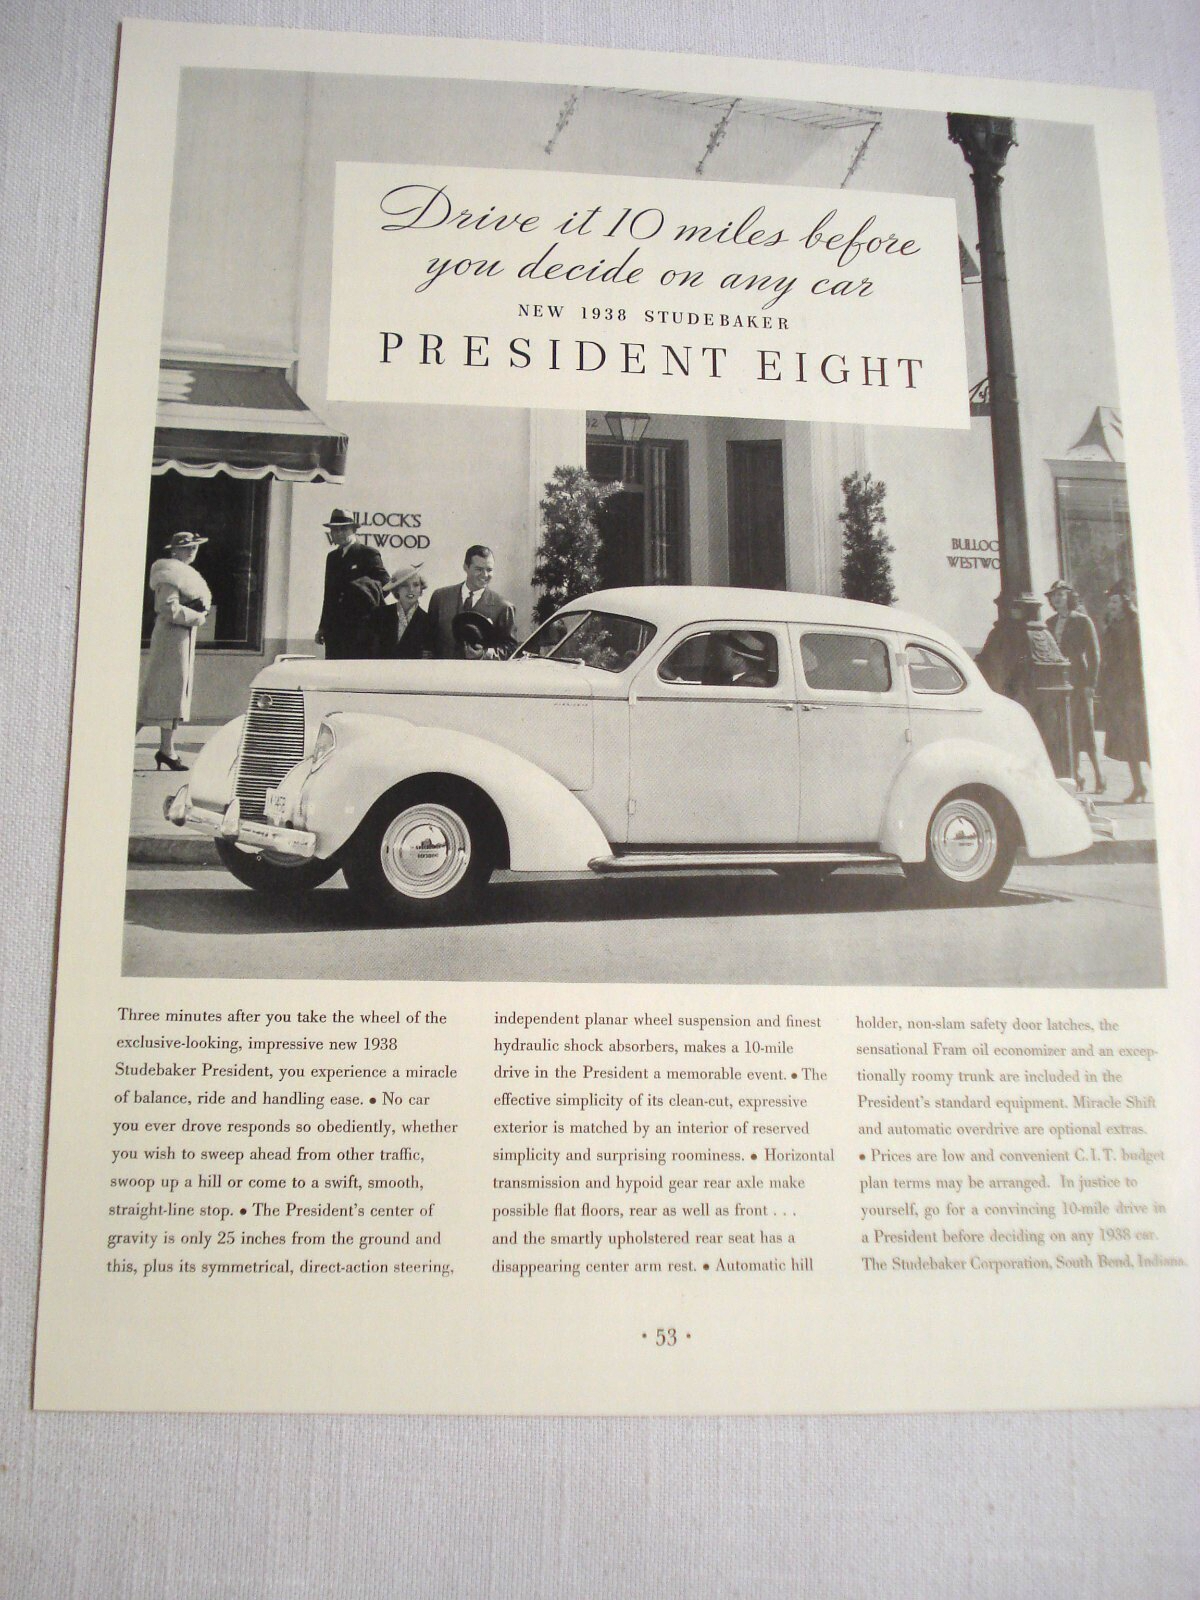 Drive it 10 miles before
you decide on any car
NEW 1938 STUDEBAKER
PRESIDENT EIGHT
LLOCK'S
W TWOOD
BULLOC
WESTWO
Three minutes after you take the wheel of the
exclusive-looking, impressive new 1938
Studebaker President, you experience a miracle
of balance, ride and handling ease. • No car
you ever drove responds so obediently, whether
you wish to sweep ahead from other traffic,
swoop up a hill or come to a swift, smooth,
straight-line stop. • The President's center of
gravity is only 25 inches from the ground and
this, plus its symmetrical, direct-action steering,
independent planar wheel suspension and finest
hydraulic shock absorbers, makes a 10-mile
drive in the President a memorable event. • The
effective simplicity of its clean-cut, expressive
exterior is matched by an interior of reserved
simplicity and surprising roominess. • Horizontal
transmission and hypoid gear rear axle make
possible flat floors, rear as well as front . . .
and the smartly upholstered rear seat has a
disappearing center arm rest. • Automatic hill
holder, non-slam safety door latches, the
sensational Fram oil economizer and an excep-
tionally roomy trunk are included in the
President's standard equipment. Miracle Shift
and automatic overdrive are optional extras.
• Prices are low and convenient C.I.T. budget
plan terms may be arranged. In justice to
yourself, go for a convincing 10-mile drive in
a President before deciding on any 1938 car.
The Studebaker Corporation, South Bend, Indiana.
• 53 •